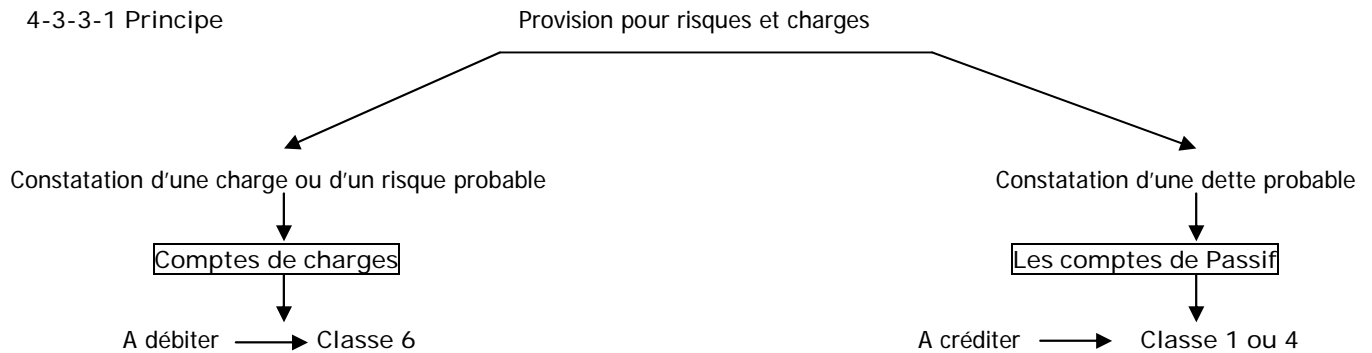 4-3-3-1 Principe
Provision pour risques et charges
Constatation d'une charge ou d'un risque probable
Constatation d'une dette probable
Comptes de charges
Les comptes de Passif
A débiter
Classe 6
A créditer
Classe 1 ou 4